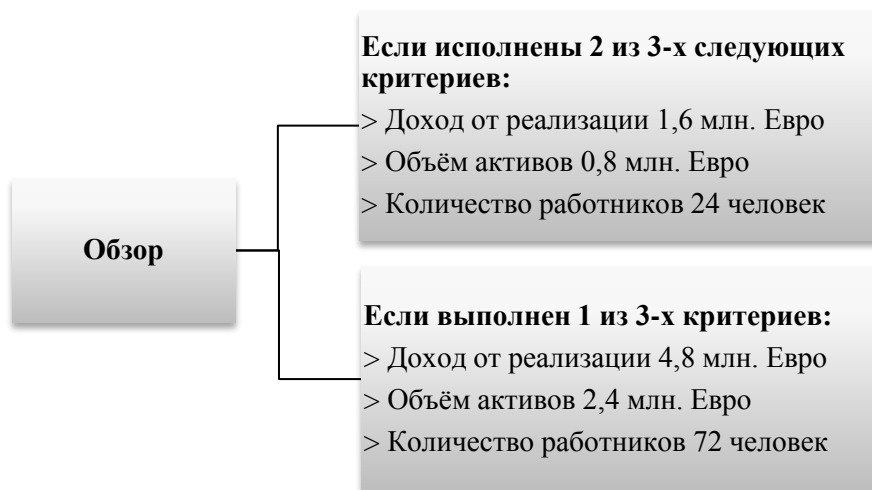 Обзор
Если исполнены 2 из 3-х следующих
критериев:
> Доход от реализации 1,6 млн. Евро
> Объём активов 0,8 млн. Евро
> Количество работников 24 человек
Если выполнен 1 из 3-х критериев:
> Доход от реализации 4,8 млн. Евро
> Объём активов 2,4 млн. Евро
> Количество работников 72 человек